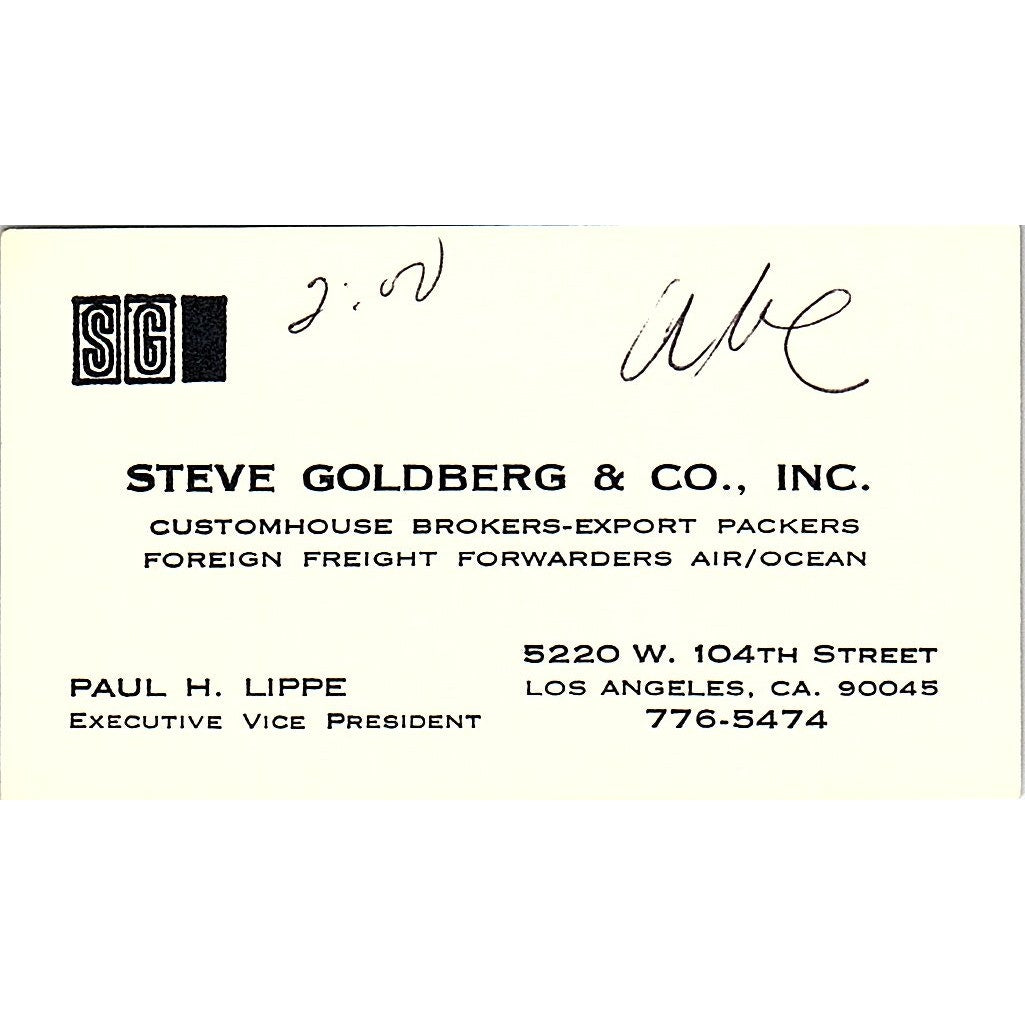 SG
2:00
abe
STEVE GOLDBERG & CO., INC.
CUSTOMHOUSE BROKERS-EXPORT PACKERS
FOREIGN FREIGHT FORWARDERS AIR/OCEAN
PAUL H. LIPPE
EXECUTIVE VICE PRESIDENT
5220 W. 104TH STREET
LOS ANGELES, CA. 90045
776-5474